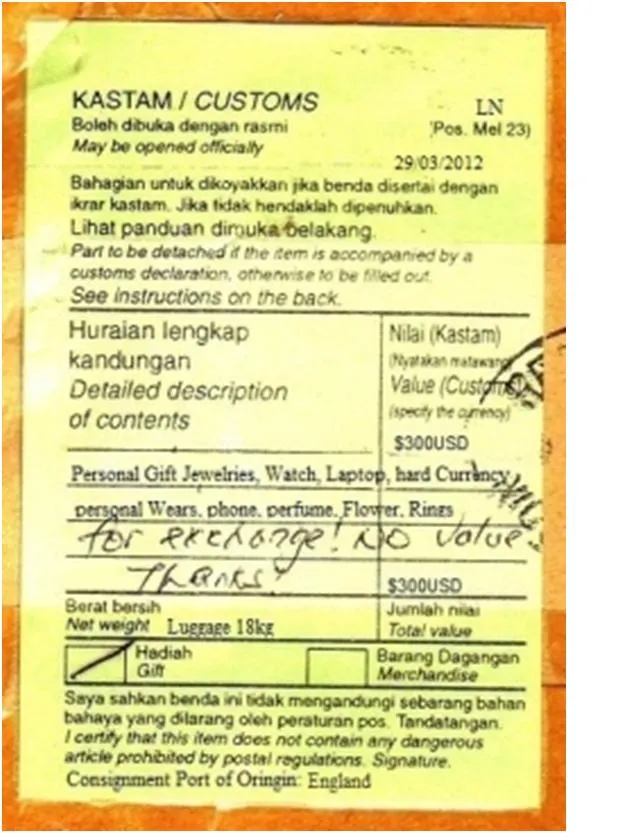 KASTAM / CUSTOMS
LN
Boleh dibuka dengan rasmi
(Pos. Mel 23)
May be opened officially
29/03/2012
Bahagian untuk dikoyakkan jika benda disertai dengan
ikrar kastam. Jika tidak hendaklah dipenuhkan.
Lihat panduan dimuka belakang.
Part to be detached if the item is accompanied by a
customs declaration, otherwise to be filled out.
See instructions on the back.
Huraian lengkap
kandungan
Detailed description
of contents
Nilai (Kastam)
(Nyatakan matawang)
Value (Customs)
(specify the currency)
$300USD
Personal Gift Jewelries, Watch, Laptop, hard Currency
personal Wears, phone, perfume, Flower, Rings
for exchange! NO Value
Thanks!
$300USD
Berat bersih
Net weight Luggage 18kg
Jumlah nilai
Total value
Hadiah
Gift
Barang Dagangan
Merchandise
Saya sahkan benda ini tidak mengandungi sebarang bahan
bahaya yang dilarang oleh peraturan pos. Tandatangan.
I certify that this item does not contain any dangerous
article prohibited by postal regulations. Signature.
Consignment Port of Oringin: England